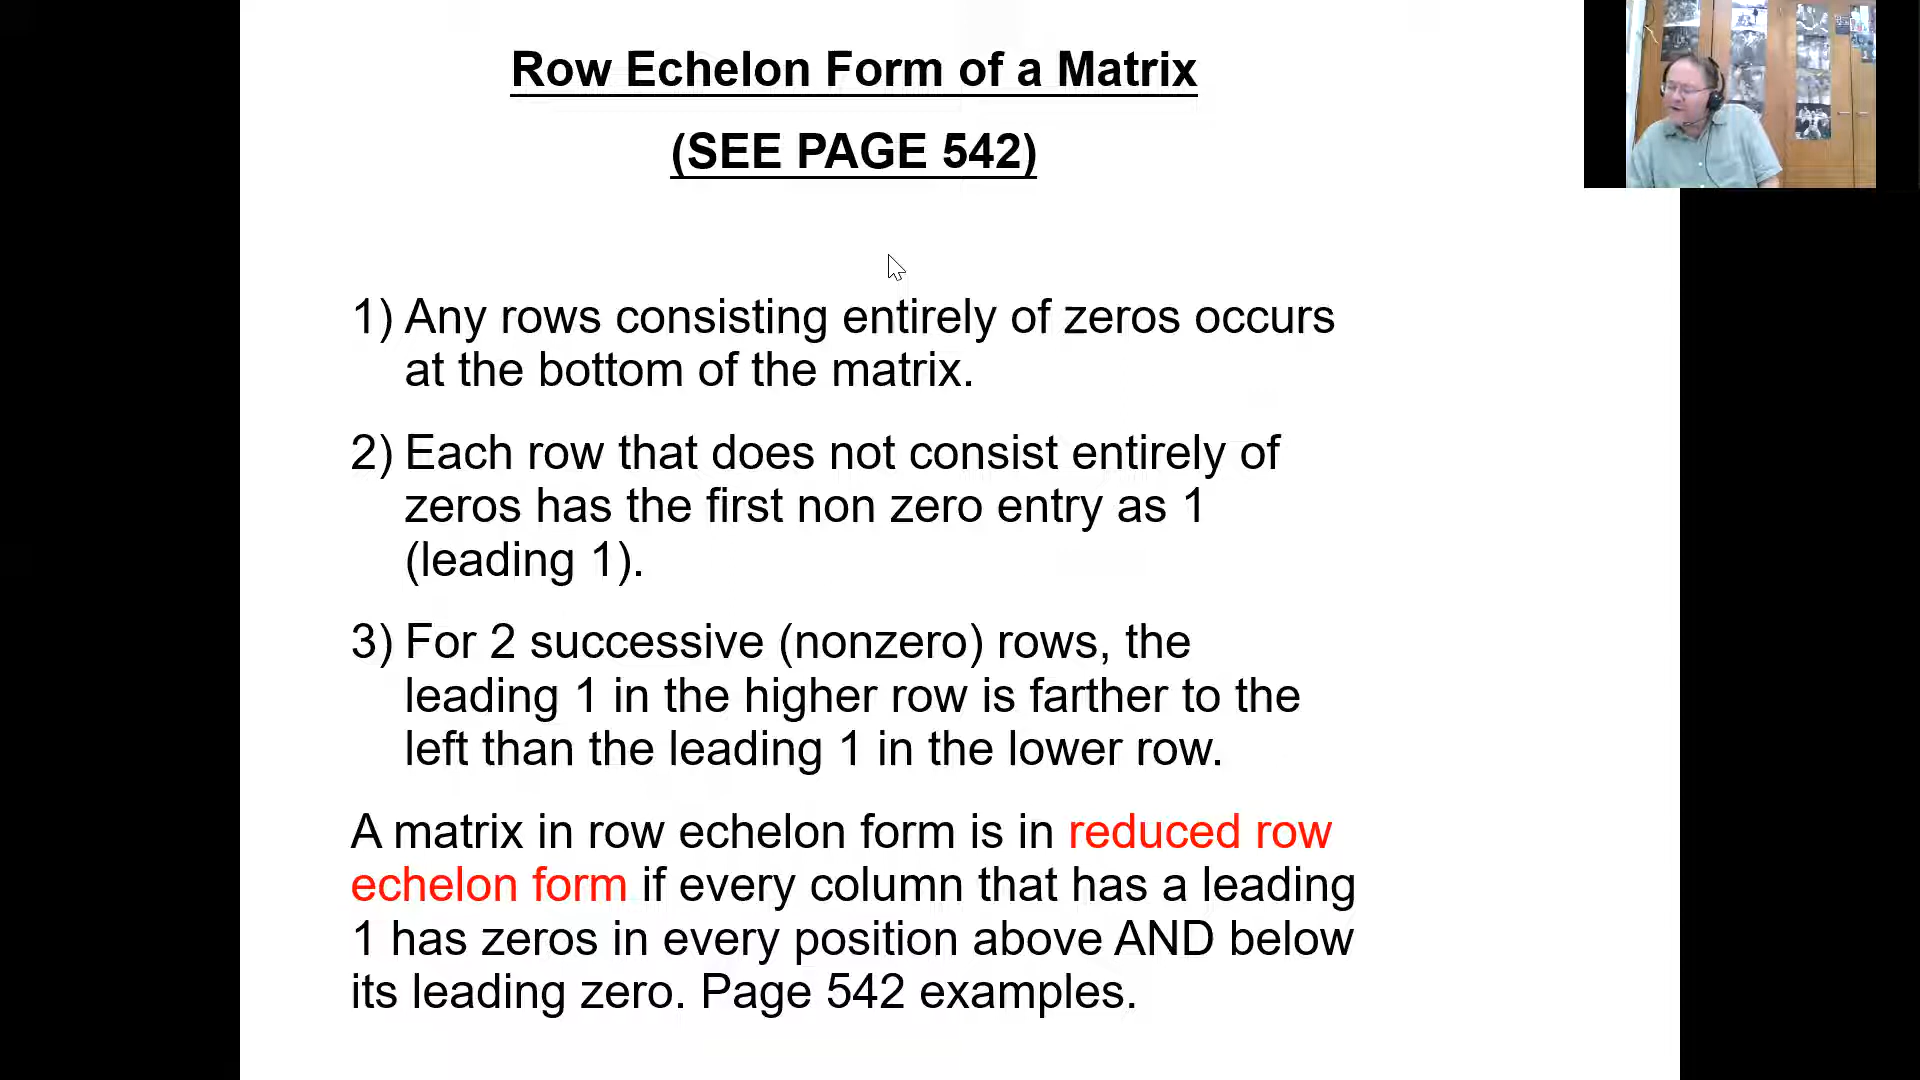 Row Echelon Form of a Matrix
(SEE PAGE 542)
1) Any rows consisting entirely of zeros occurs
at the bottom of the matrix.
2) Each row that does not consist entirely of
zeros has the first non zero entry as 1
(leading 1).
3) For 2 successive (nonzero) rows, the
leading 1 in the higher row is farther to the
left than the leading 1 in the lower row.
A matrix in row echelon form is in reduced row
echelon form if every column that has a leading
1 has zeros in every position above AND below
its leading zero. Page 542 examples.